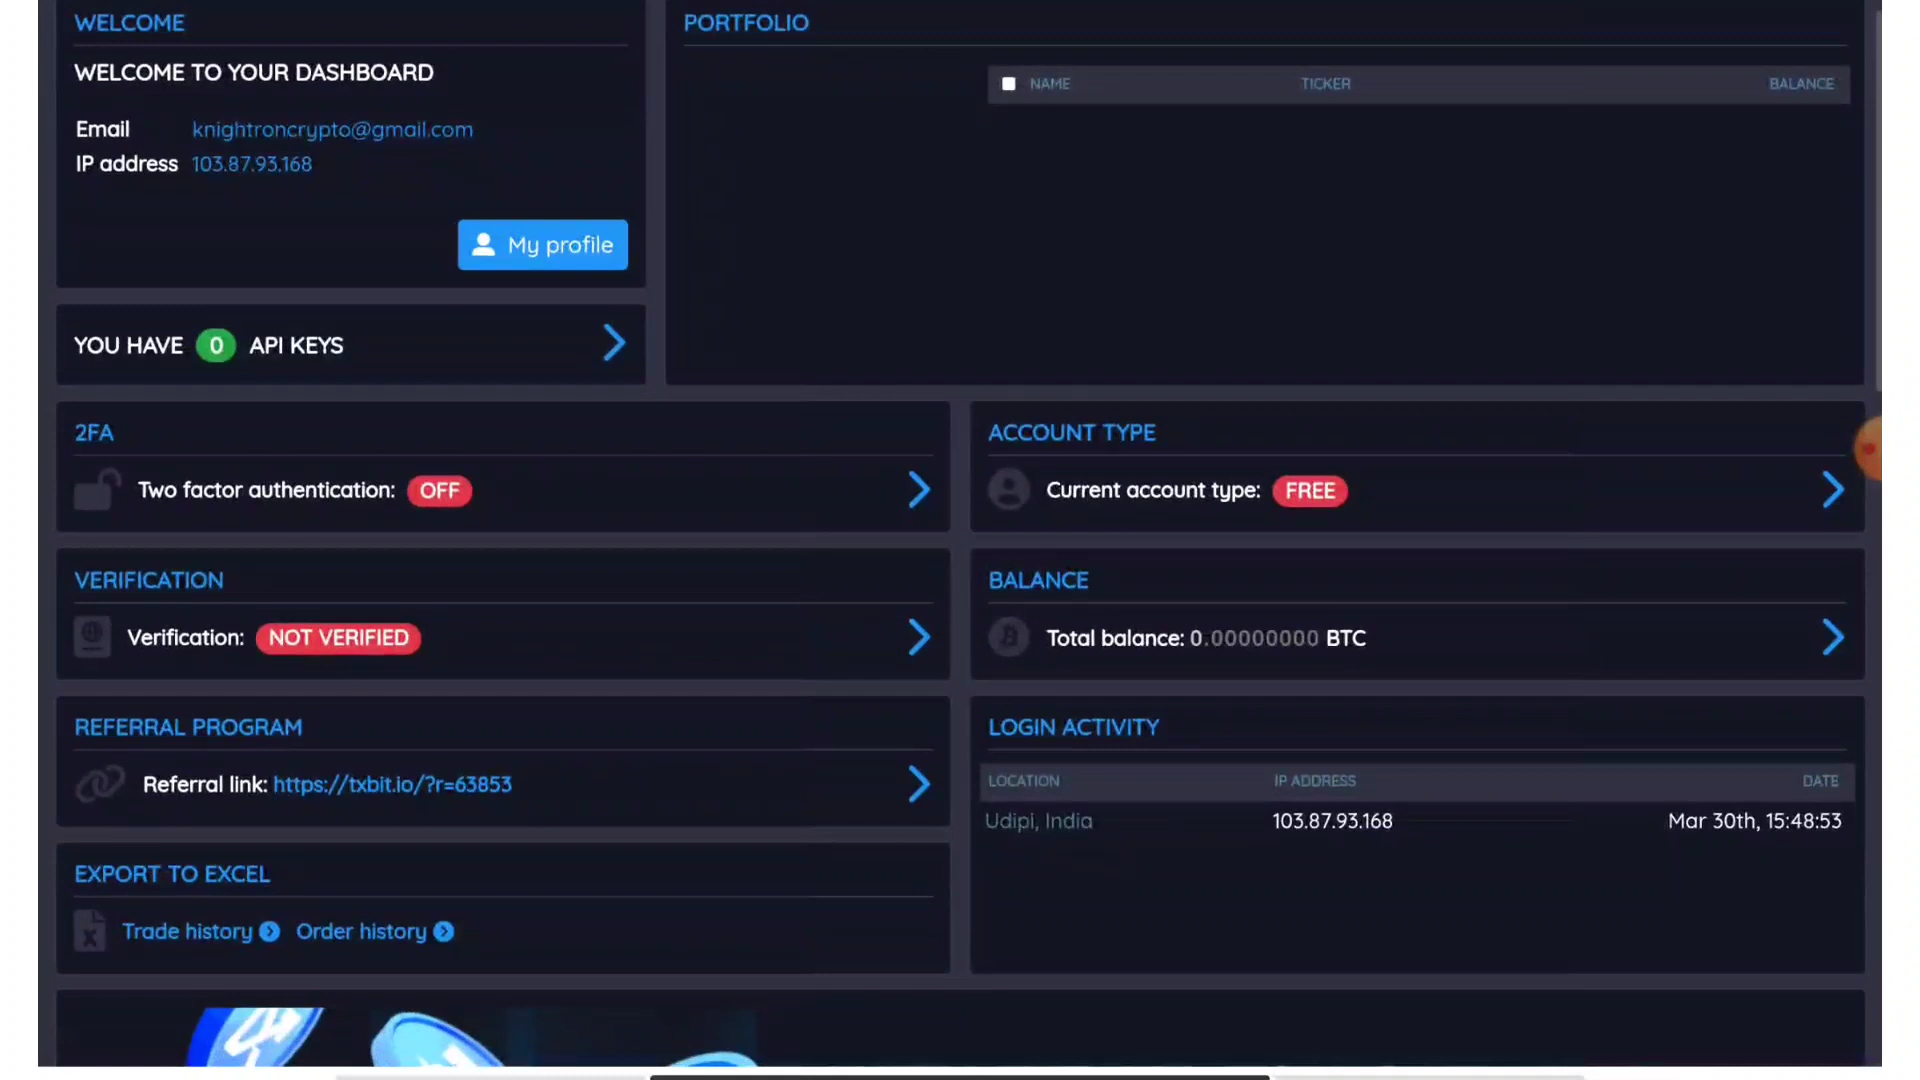 WELCOME
WELCOME TO YOUR DASHBOARD
Email knightroncrypto@gmail.com
IP address 103.87.93.168
My profile
YOU HAVE 0 API KEYS
PORTFOLIO
NAME TICKER BALANCE
2FA
Two factor authentication: OFF
ACCOUNT TYPE
Current account type: FREE
VERIFICATION
Verification: NOT VERIFIED
BALANCE
Total balance: 0.00000000 BTC
REFERRAL PROGRAM
Referral link: https://txbit.io/?r=63853
LOGIN ACTIVITY
LOCATION IP ADDRESS DATE
Udipi, India 103.87.93.168 Mar 30th, 15:48:53
EXPORT TO EXCEL
Trade history Order history